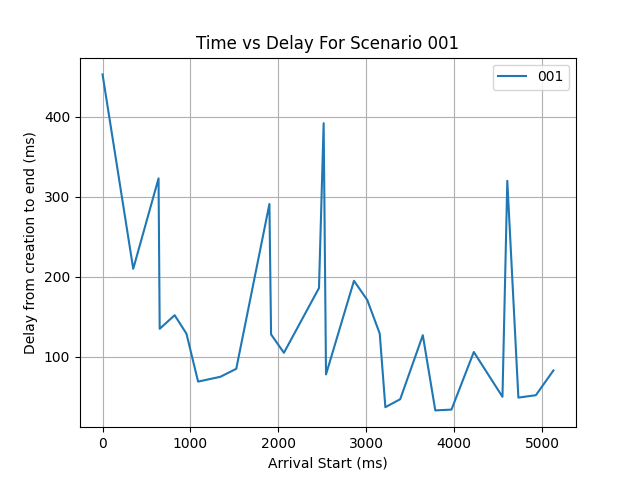 Time vs Delay For Scenario 001
001
Delay from creation to end (ms)
400
300
200
100
0 1000 2000 3000 4000 5000
Arrival Start (ms)